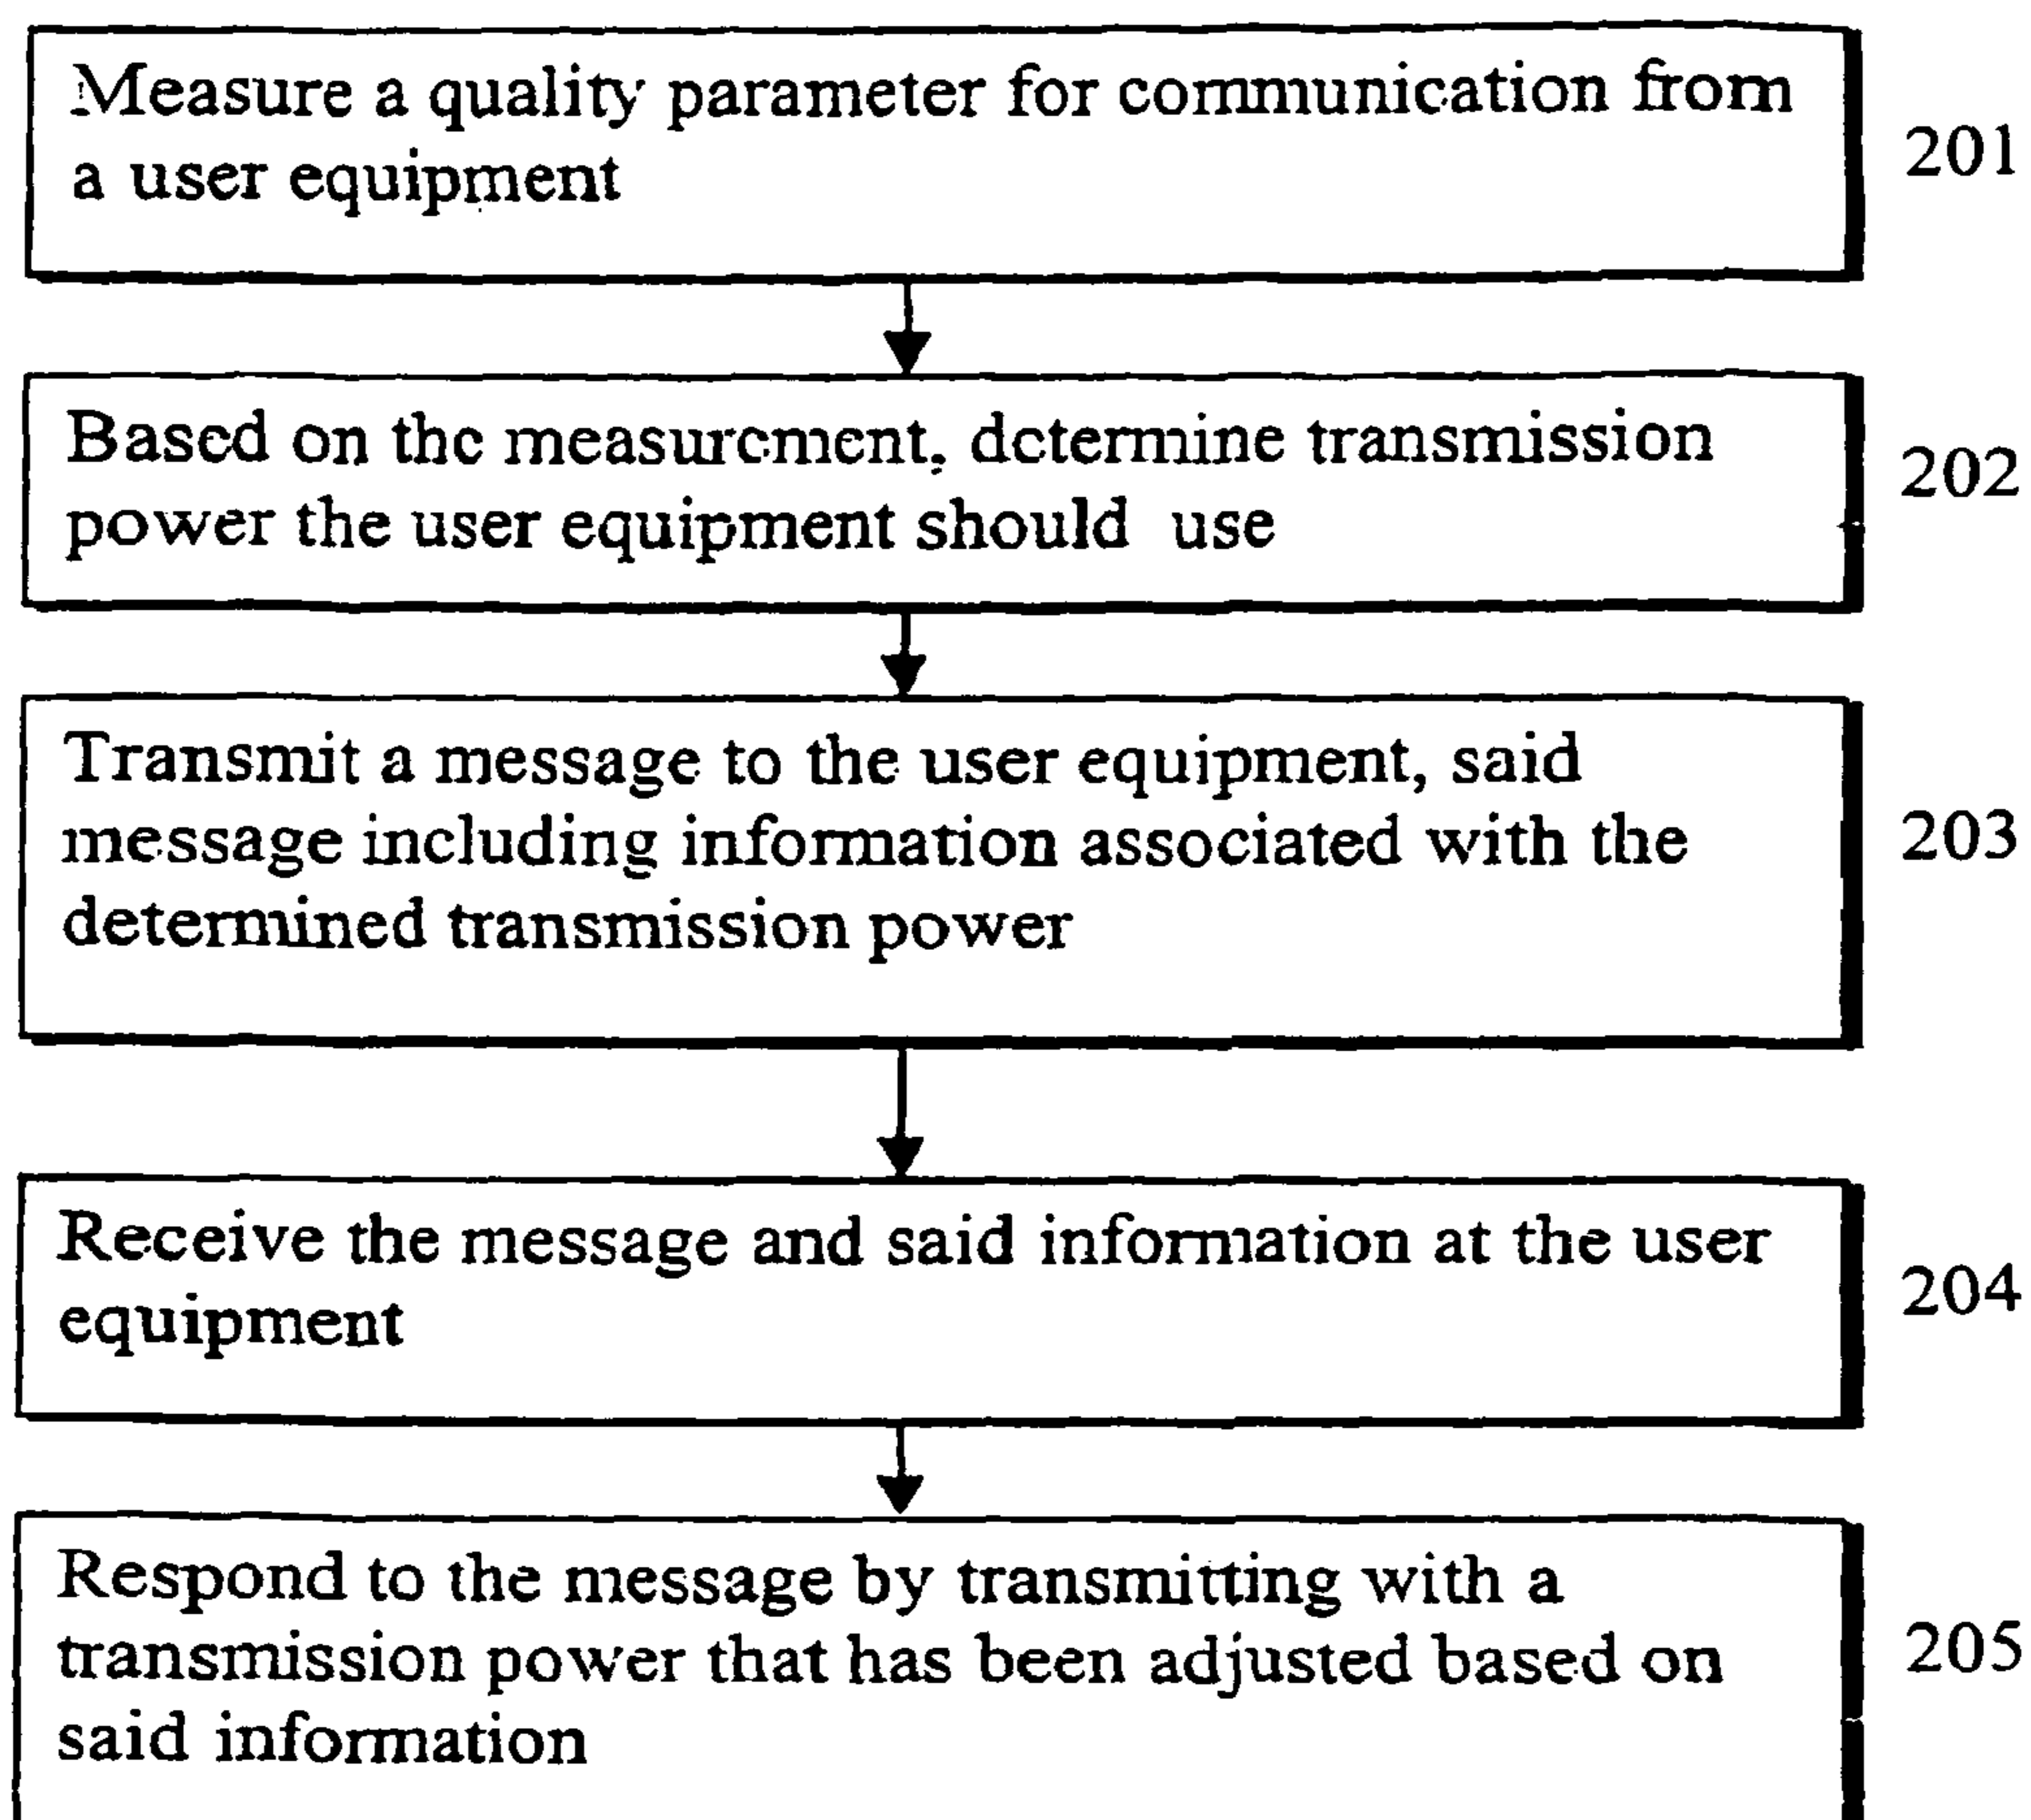 Measure a quality parameter for communication from
a user equipment
201
Based on the measurement, determine transmission
power the user equipment should use
202
Transmit a message to the user equipment, said
message including information associated with the
determined transmission power
203
Receive the message and said information at the user
equipment
204
Respond to the message by transmitting with a
transmission power that has been adjusted based on
said information
205